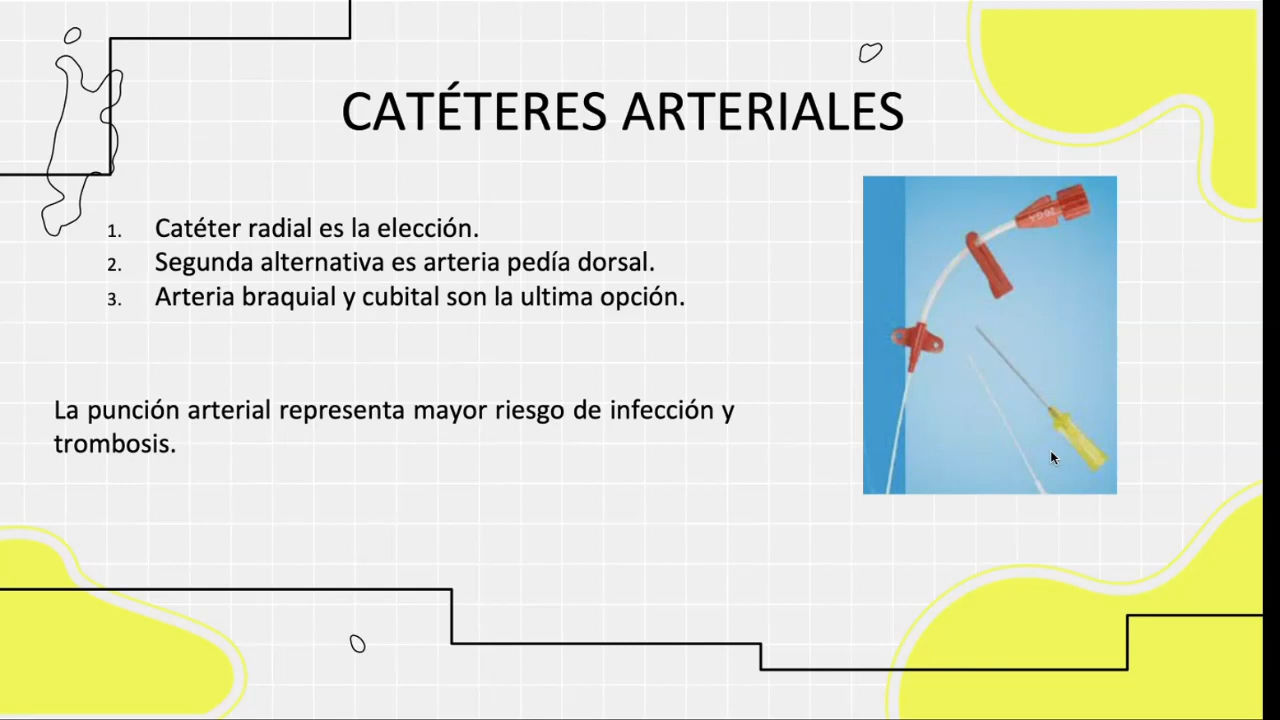 CATÉTERES ARTERIALES
1. Catéter radial es la elección.
2. Segunda alternativa es arteria pedía dorsal.
3. Arteria braquial y cubital son la ultima opción.
La punción arterial representa mayor riesgo de infección y
trombosis.